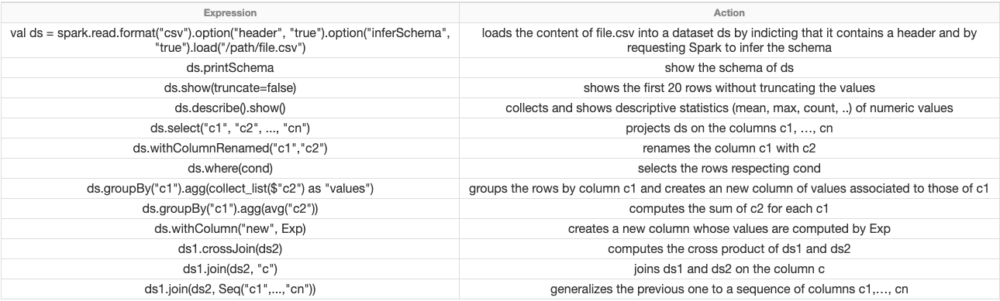 Expression Action
val ds = spark.read.format("csv").option("header", "true").option("inferSchema", loads the content of file.csv into a dataset ds by indicting that it contains a header and by
"true").load("/path/file.csv") requesting Spark to infer the schema
ds.printSchema show the schema of ds
ds.show(truncate=false) shows the first 20 rows without truncating the values
ds.describe().show() collects and shows descriptive statistics (mean, max, count, ..) of numeric values
ds.select("c1", "c2", ..., "cn") projects ds on the columns c1, …, cn
ds.withColumnRenamed("c1","c2") renames the column c1 with c2
ds.where(cond) selects the rows respecting cond
ds.groupBy("c1").agg(collect_list($"c2") as "values") groups the rows by column c1 and creates an new column of values associated to those of c1
ds.groupBy("c1").agg(avg("c2")) computes the sum of c2 for each c1
ds.withColumn("new", Exp) creates a new column whose values are computed by Exp
ds1.crossJoin(ds2) computes the cross product of ds1 and ds2
ds1.join(ds2, "c") joins ds1 and ds2 on the column c
ds1.join(ds2, Seq("c1",...,"cn")) generalizes the previous one to a sequence of columns c1,…, cn